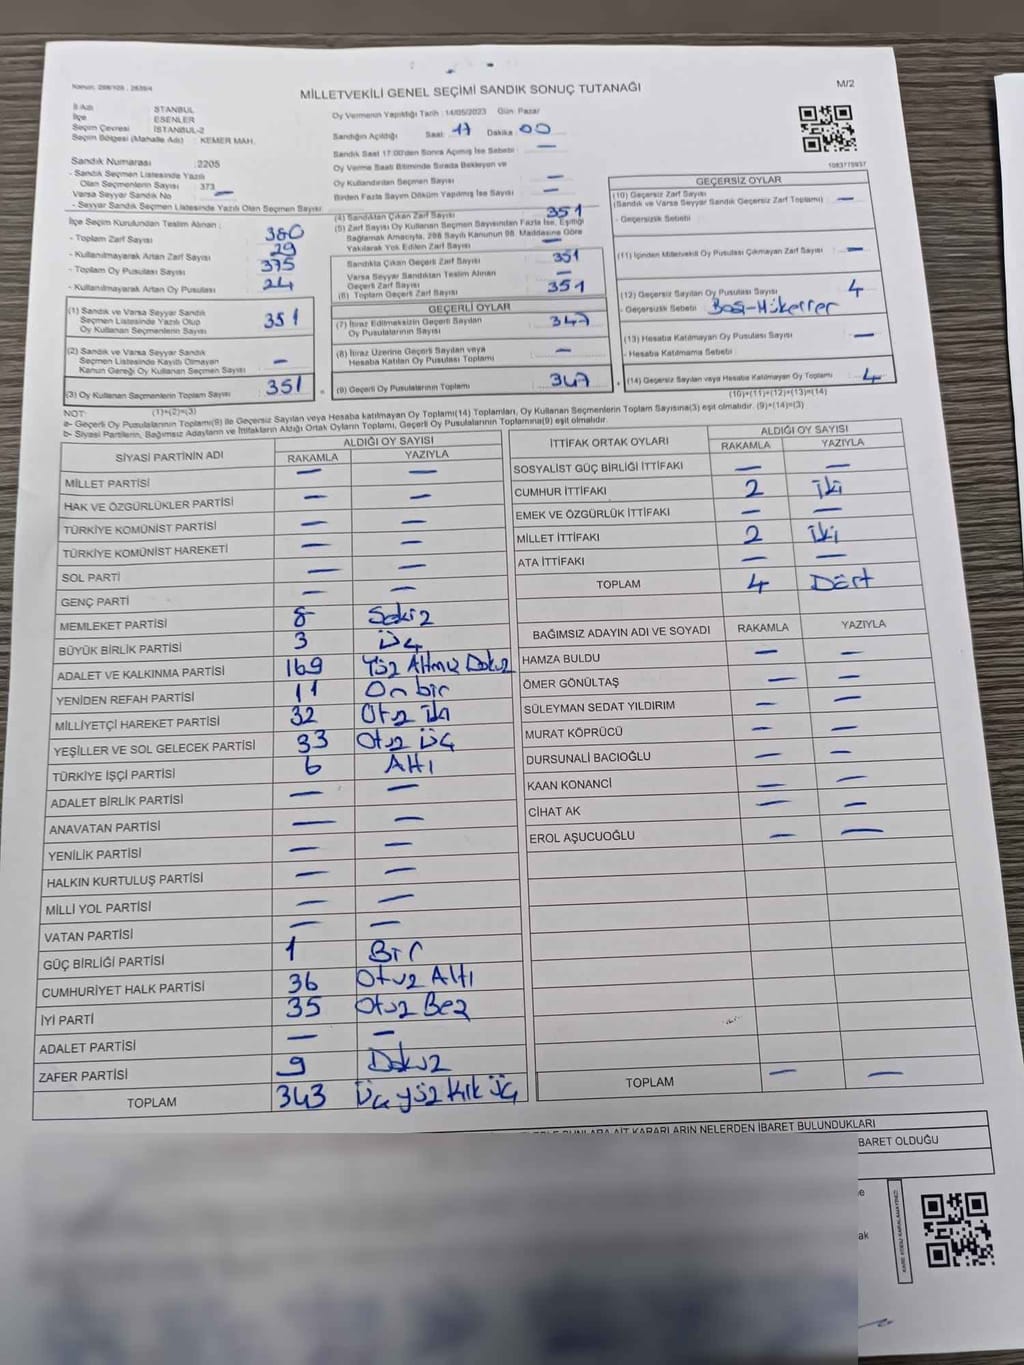 Kanun: 298/105 , 2839/4
MİLLETVEKİLİ GENEL SEÇİMİ SANDIK SONUÇ TUTANAĞI
M/2
İl Adı İSTANBUL
İlçe ESENLER
Seçim Çevresi İSTANBUL-2
Seçim Bölgesi (Mahalle Adı) KEMER MAH.
Sandık Numarası :2205
- Sandık Seçmen Listesinde Yazılı
Olan Seçmenlerin Sayısı 373
Varsa Seyyar Sandık No —
- Seyyar Sandık Seçmen Listesinde Yazılı Olan Seçmen Sayısı
Oy Vermenin Yapıldığı Tarih : 14/05/2023 Gün: Pazar
Sandığın Açıldığı Saat: 17 Dakika 00
Sandık Saat 17:00'den Sonra Açılmış İse Sebebi : —
Oy Verme Saati Bitiminde Sırada Bekleyen ve
Oy Kullandırılan Seçmen Sayısı —
Birden Fazla Sayım Döküm Yapılmış İse Sayısı —
1083775937
İlçe Seçim Kurulundan Teslim Alınan ;
- Toplam Zarf Sayısı 380
- Kullanılmayarak Artan Zarf Sayısı 29
- Toplam Oy Pusulası Sayısı 375
- Kullanılmayarak Artan Oy Pusulası 24
(1) Sandık ve Varsa Seyyar Sandık
Seçmen Listesinde Yazılı Olup
Oy Kullanan Seçmenlerin Sayısı 351
(2) Sandık ve Varsa Seyyar Sandık
Seçmen Listesinde Kayıtlı Olmayan
Kanun Gereği Oy Kullanan Seçmen Sayısı —
(3) Oy Kullanan Seçmenlerin Toplam Sayısı 351 =
(1)+(2)=(3)
(4) Sandıktan Çıkan Zarf Sayısı 351
(5) Zarf Sayısı Oy Kullanan Seçmen Sayısından Fazla İse, Eşitliği
Sağlamak Amacıyla, 298 Sayılı Kanunun 98. Maddesine Göre
Yakılarak Yok Edilen Zarf Sayısı —
Sandıkta Çıkan Geçerli Zarf Sayısı 351
Varsa Seyyar Sandıktan Teslim Alınan
Geçerli Zarf Sayısı —
(6) Toplam Geçerli Zarf Sayısı 351
GEÇERLİ OYLAR
(7) İtiraz Edilmeksizin Geçerli Sayılan
Oy Pusulalarının Sayısı 347
(8) İtiraz Üzerine Geçerli Sayılan veya
Hesaba Katılan Oy Pusulası Toplamı —
(9) Geçerli Oy Pusulalarının Toplamı 347 +
GEÇERSİZ OYLAR
(10) Geçersiz Zarf Sayısı
(Sandık ve Varsa Seyyar Sandık Geçersiz Zarf Toplamı) —
- Geçersizlik Sebebi :
(11) İçinden Milletvekili Oy Pusulası Çıkmayan Zarf Sayısı —
(12) Geçersiz Sayılan Oy Pusulası Sayısı 4
- Geçersizlik Sebebi Boş-Mükerrer
(13) Hesaba Katılmayan Oy Pusulası Sayısı —
- Hesaba Katılmama Sebebi :
(14) Geçersiz Sayılan veya Hesaba Katılmayan Oy Toplamı 4
(10)+(11)+(12)+(13)=(14)
NOT:
a- Geçerli Oy Pusulalarının Toplamı(9) ile Geçersiz Sayılan veya Hesaba katılmayan Oy Toplamı(14) Toplamları, Oy Kullanan Seçmenlerin Toplam Sayısına(3) eşit olmalıdır. (9)+(14)=(3)
b- Siyasi Partilerin, Bağımsız Adayların ve İttifakların Aldığı Ortak Oyların Toplamı, Geçerli Oy Pusulalarının Toplamına(9) eşit olmalıdır.
SİYASİ PARTİNİN ADI ALDIĞI OY SAYISI
RAKAMLA YAZIYLA
MİLLET PARTİSİ — —
HAK VE ÖZGÜRLÜKLER PARTİSİ — —
TÜRKİYE KOMÜNİST PARTİSİ — —
TÜRKİYE KOMÜNİST HAREKETİ — —
SOL PARTİ — —
GENÇ PARTİ — —
MEMLEKET PARTİSİ 8 Sekiz
BÜYÜK BİRLİK PARTİSİ 3 Üç
ADALET VE KALKINMA PARTİSİ 169 Yüz Altmış Dokuz
YENİDEN REFAH PARTİSİ 11 On bir
MİLLİYETÇİ HAREKET PARTİSİ 32 Otuz İki
YEŞİLLER VE SOL GELECEK PARTİSİ 33 Otuz Üç
TÜRKİYE İŞÇİ PARTİSİ 6 Altı
ADALET BİRLİK PARTİSİ — —
ANAVATAN PARTİSİ — —
YENİLİK PARTİSİ — —
HALKIN KURTULUŞ PARTİSİ — —
MİLLİ YOL PARTİSİ — —
VATAN PARTİSİ — —
GÜÇ BİRLİĞİ PARTİSİ 1 Bir
CUMHURİYET HALK PARTİSİ 36 Otuz Altı
İYİ PARTİ 35 Otuz Beş
ADALET PARTİSİ — —
ZAFER PARTİSİ 9 Dokuz
TOPLAM 343 Üç yüz Kırk Üç
İTTİFAK ORTAK OYLARI ALDIĞI OY SAYISI
RAKAMLA YAZIYLA
SOSYALİST GÜÇ BİRLİĞİ İTTİFAKI — —
CUMHUR İTTİFAKI 2 İki
EMEK VE ÖZGÜRLÜK İTTİFAKI — —
MİLLET İTTİFAKI 2 İki
ATA İTTİFAKI — —
TOPLAM 4 Dört
BAĞIMSIZ ADAYIN ADI VE SOYADI RAKAMLA YAZIYLA
HAMZA BULDU — —
ÖMER GÖNÜLTAŞ — —
SÜLEYMAN SEDAT YILDIRIM — —
MURAT KÖPRÜCÜ — —
DURSUNALİ BACIOĞLU — —
KAAN KONANCİ — —
CİHAT AK — —
EROL AŞUCUOĞLU — —
TOPLAM — —
BUNLARA AİT KARARLARIN NELERDEN İBARET BULUNDUKLARI
BARET OLDUĞU